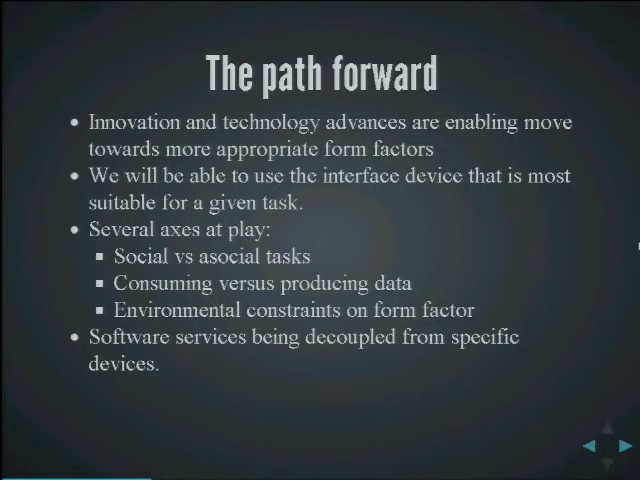 The path forward
Innovation and technology advances are enabling move
towards more appropriate form factors
We will be able to use the interface device that is most
suitable for a given task.
Several axes at play:
Social vs asocial tasks
Consuming versus producing data
Environmental constraints on form factor
Software services being decoupled from specific
devices.